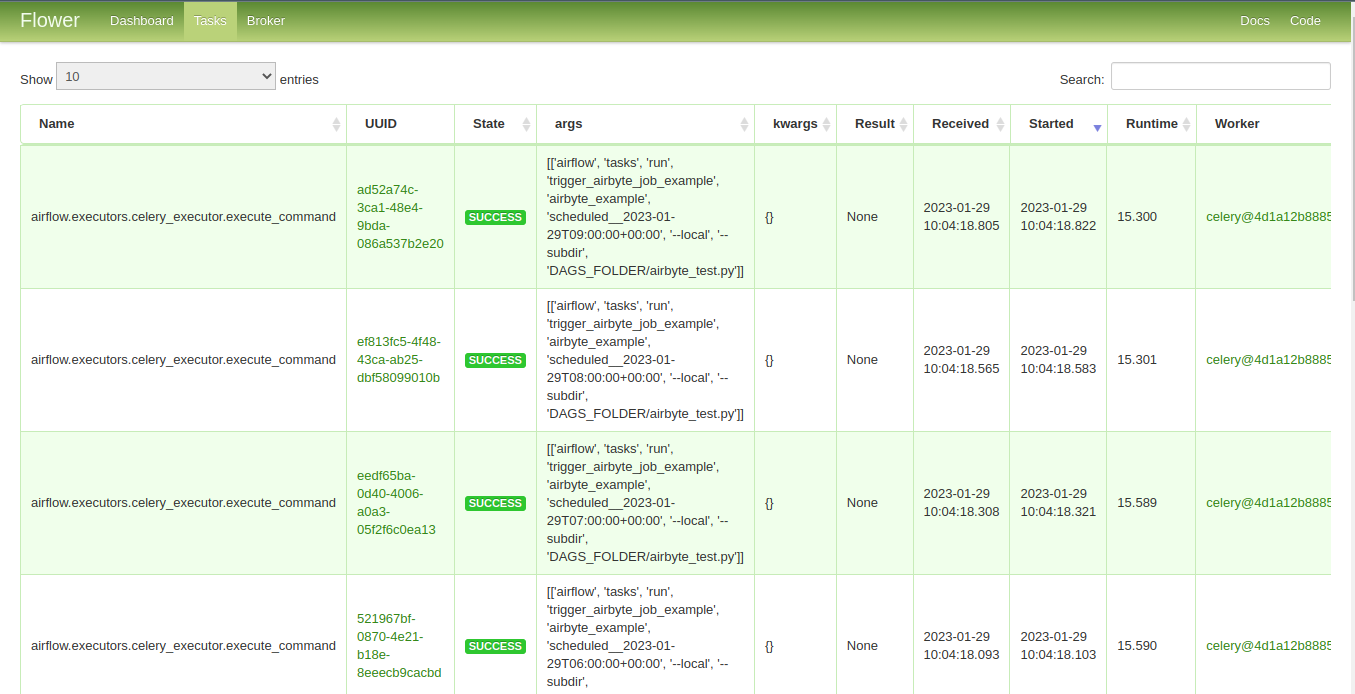 Flower Dashboard Tasks Broker Docs Code
Show 10 entries Search:
Name UUID State args kwargs Result Received Started Runtime Worker
airflow.executors.celery_executor.execute_command
ad52a74c-
3ca1-48e4-
9bda-
086a537b2e20
SUCCESS
[['airflow', 'tasks', 'run',
'trigger_airbyte_job_example',
'airbyte_example',
'scheduled__2023-01-
29T09:00:00+00:00', '--local', '--
subdir',
'DAGS_FOLDER/airbyte_test.py']]
{}
None
2023-01-29
10:04:18.805
2023-01-29
10:04:18.822
15.300
celery@4d1a12b8885
airflow.executors.celery_executor.execute_command
ef813fc5-4f48-
43ca-ab25-
dbf58099010b
SUCCESS
[['airflow', 'tasks', 'run',
'trigger_airbyte_job_example',
'airbyte_example',
'scheduled__2023-01-
29T08:00:00+00:00', '--local', '--
subdir',
'DAGS_FOLDER/airbyte_test.py']]
{}
None
2023-01-29
10:04:18.565
2023-01-29
10:04:18.583
15.301
celery@4d1a12b8885
airflow.executors.celery_executor.execute_command
eedf65ba-
0d40-4006-
a0a3-
05f2f6c0ea13
SUCCESS
[['airflow', 'tasks', 'run',
'trigger_airbyte_job_example',
'airbyte_example',
'scheduled__2023-01-
29T07:00:00+00:00', '--local', '--
subdir',
'DAGS_FOLDER/airbyte_test.py']]
{}
None
2023-01-29
10:04:18.308
2023-01-29
10:04:18.321
15.589
celery@4d1a12b8885
airflow.executors.celery_executor.execute_command
521967bf-
0870-4e21-
b18e-
8eeecb9cacbd
SUCCESS
[['airflow', 'tasks', 'run',
'trigger_airbyte_job_example',
'airbyte_example',
'scheduled__2023-01-
29T06:00:00+00:00', '--local', '--
subdir',
{}
None
2023-01-29
10:04:18.093
2023-01-29
10:04:18.103
15.590
celery@4d1a12b8885